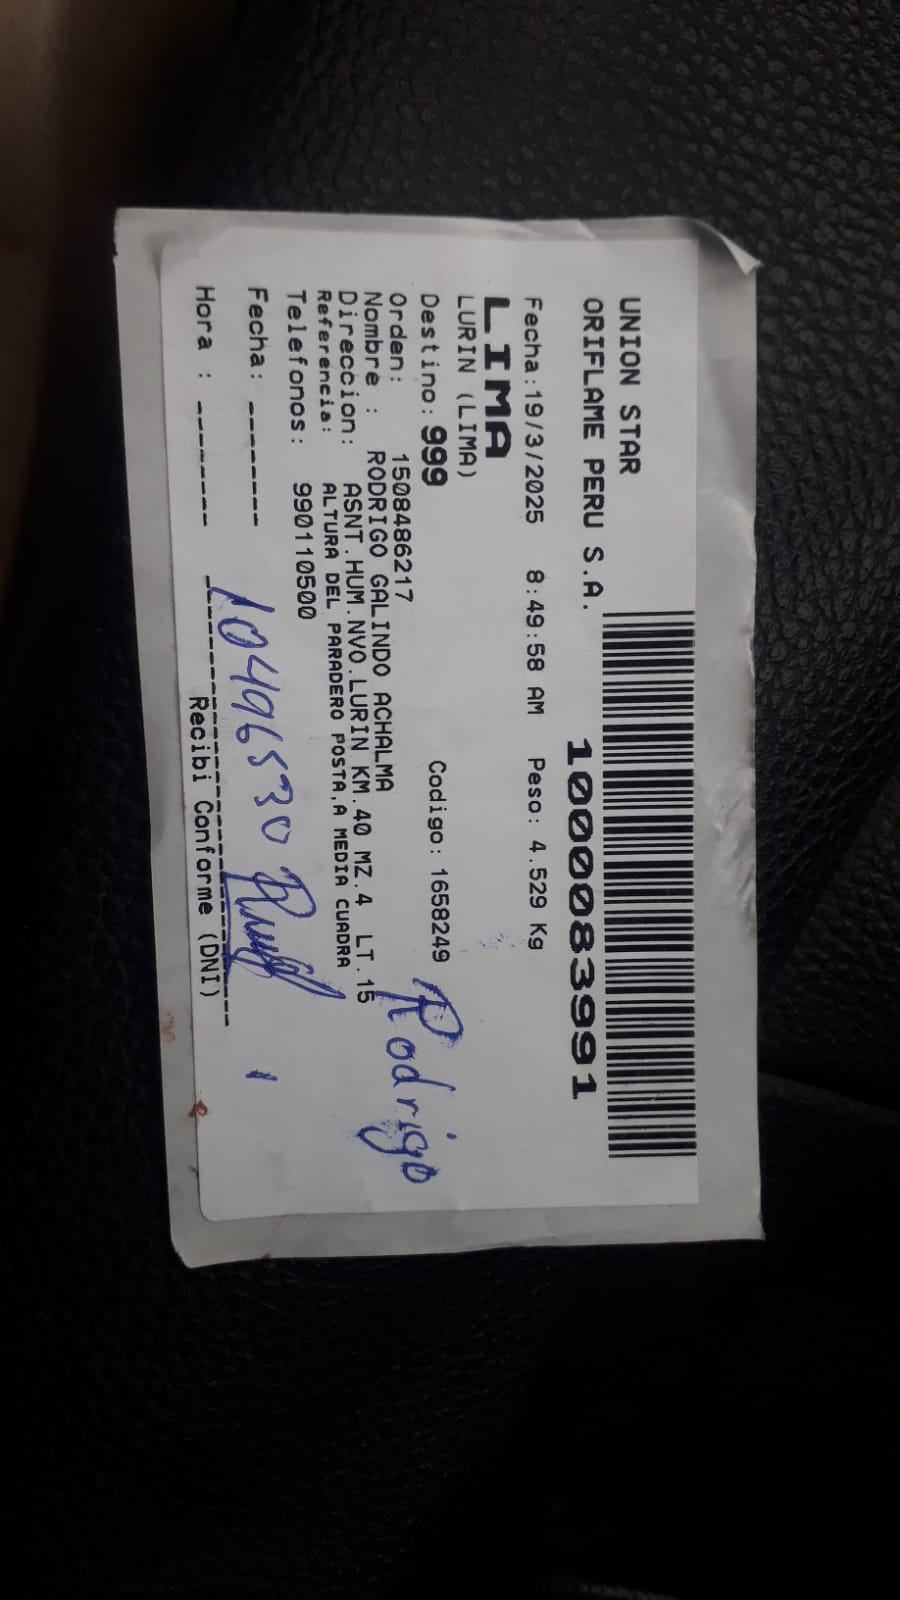 UNION STAR
ORIFLAME PERU S.A.
1000083991
Fecha:19/3/2025 8:49:58 AM Peso: 4.529 Kg
LIMA
LURIN (LIMA)
Destino: 999 Codigo: 1658249
Orden: 1508486217
Nombre : RODRIGO GALINDO ACHALMA
Direccion: ASNT.HUM.NVO.LURIN KM.40 MZ.4 LT.15
Referencia: ALTURA DEL PARADERO POSTA,A MEDIA CUADRA
Telefonos: 990110500
Rodrigo
Fecha: -------
10496530
Hora : -------
Recibi Conforme (DNI)